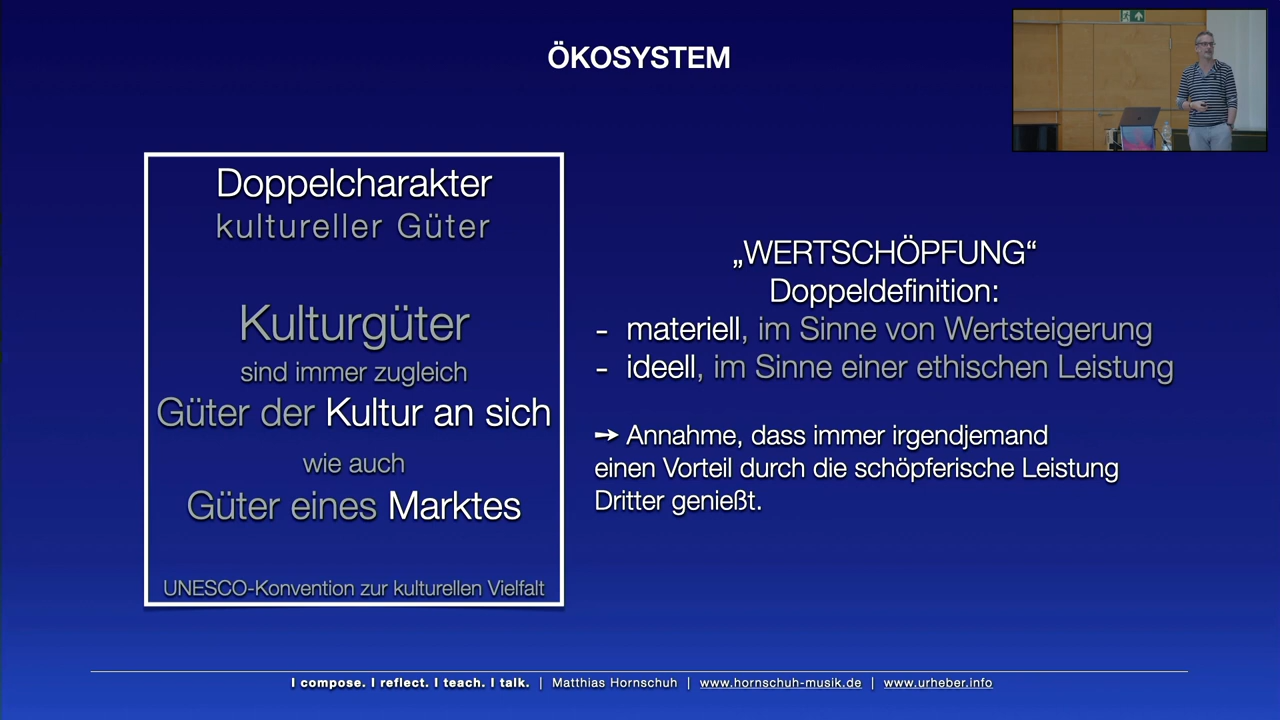 ÖKOSYSTEM
Doppelcharakter
kultureller Güter
Kulturgüter
sind immer zugleich
Güter der Kultur an sich
wie auch
Güter eines Marktes
UNESCO-Konvention zur kulturellen Vielfalt
„WERTSCHÖPFUNG“
Doppeldefinition:
- materiell, im Sinne von Wertsteigerung
- ideell, im Sinne einer ethischen Leistung
➙ Annahme, dass immer irgendjemand
einen Vorteil durch die schöpferische Leistung
Dritter genießt.
I compose. I reflect. I teach. I talk. | Matthias Hornschuh | www.hornschuh-musik.de | www.urheber.info